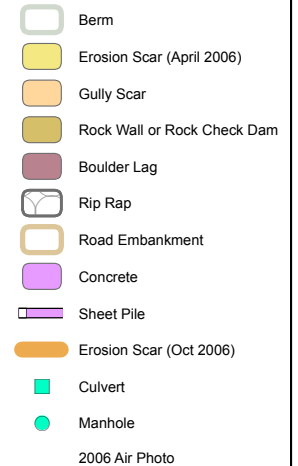 Berm
Erosion Scar (April 2006)
Gully Scar
Rock Wall or Rock Check Dam
Boulder Lag
Rip Rap
Road Embankment
Concrete
Sheet Pile
Erosion Scar (Oct 2006)
Culvert
Manhole
2006 Air Photo